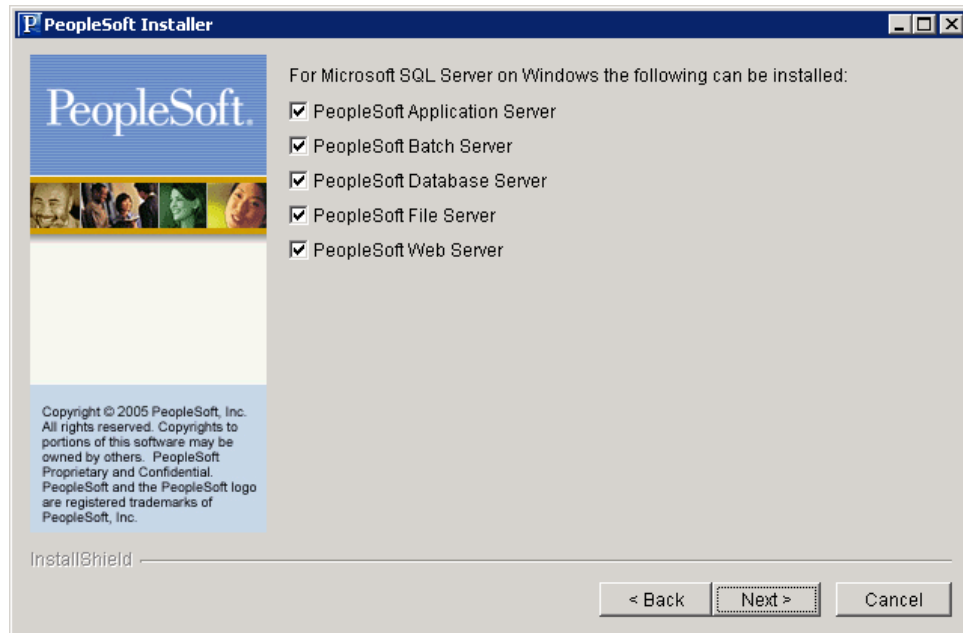 PeopleSoft Installer
PeopleSoft.
For Microsoft SQL Server on Windows the following can be installed:
PeopleSoft Application Server
PeopleSoft Batch Server
PeopleSoft Database Server
PeopleSoft File Server
PeopleSoft Web Server
Copyright © 2005 PeopleSoft, Inc.
All rights reserved. Copyrights to
portions of this software may be
owned by others. PeopleSoft
Proprietary and Confidential.
PeopleSoft and the PeopleSoft logo
are registered trademarks of
PeopleSoft, Inc.
InstallShield
< Back
Next >
Cancel